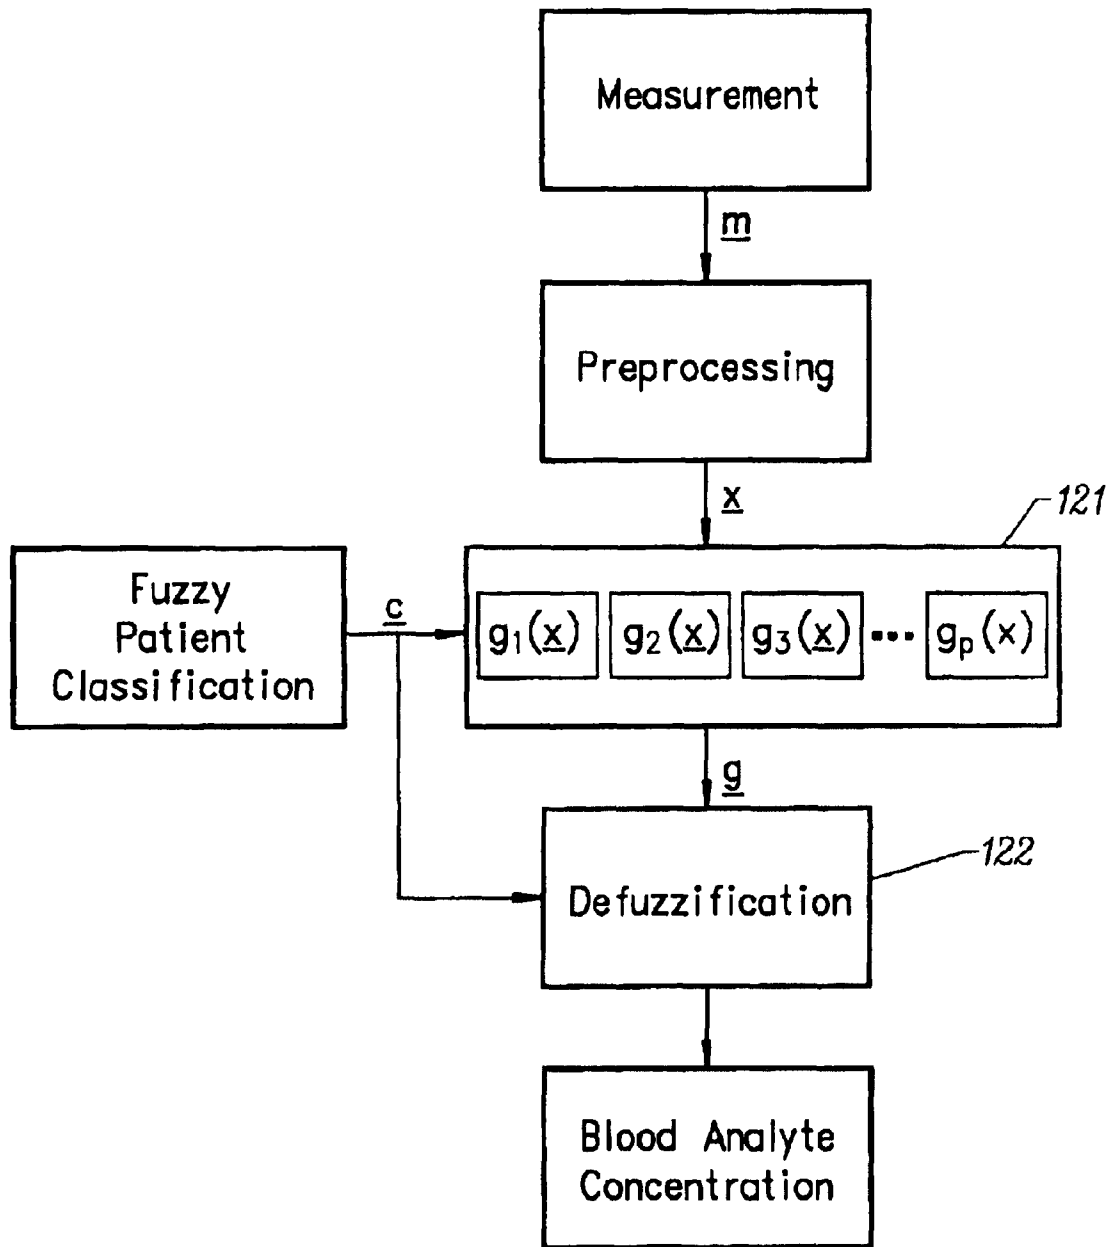 Measurement
m
Preprocessing
x
121
Fuzzy
Patient
Classification
c
g₁(x) g₂(x) g₃(x) ... gₚ(x)
g
122
Defuzzification
Blood Analyte
Concentration